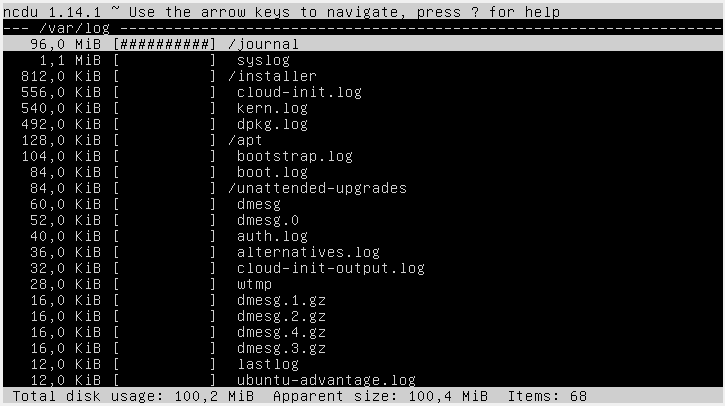 ncdu 1.14.1 ~ Use the arrow keys to navigate, press ? for help
--- /var/log ----------------------------------------------------------------------
   96,0 MiB [##########] /journal
    1,1 MiB [          ]  syslog
  812,0 KiB [          ] /installer
  556,0 KiB [          ]  cloud-init.log
  540,0 KiB [          ]  kern.log
  492,0 KiB [          ]  dpkg.log
  128,0 KiB [          ] /apt
  104,0 KiB [          ]  bootstrap.log
   84,0 KiB [          ]  boot.log
   84,0 KiB [          ] /unattended-upgrades
   60,0 KiB [          ]  dmesg
   52,0 KiB [          ]  dmesg.0
   40,0 KiB [          ]  auth.log
   36,0 KiB [          ]  alternatives.log
   32,0 KiB [          ]  cloud-init-output.log
   28,0 KiB [          ]  wtmp
   16,0 KiB [          ]  dmesg.1.gz
   16,0 KiB [          ]  dmesg.2.gz
   16,0 KiB [          ]  dmesg.4.gz
   16,0 KiB [          ]  dmesg.3.gz
   12,0 KiB [          ]  lastlog
   12,0 KiB [          ]  ubuntu-advantage.log
 Total disk usage: 100,2 MiB  Apparent size: 100,4 MiB  Items: 68